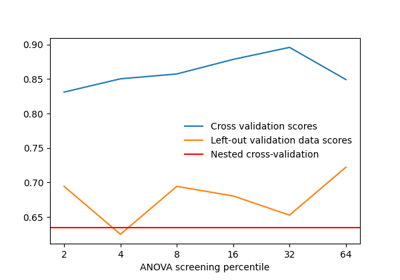 0.90
0.85
0.80
0.75
0.70
0.65
Cross validation scores
Left-out validation data scores
Nested cross-validation
2 4 8 16 32 64
ANOVA screening percentile